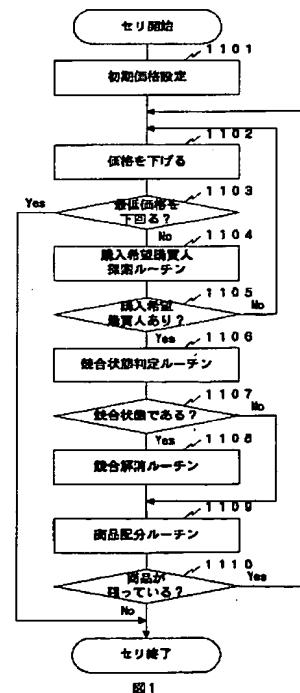 セリ開始
1101
初期価格設定
1102
価格を下げる
1103
最低価格を
下回る?
Yes
No
1104
購入希望購買人
探索ルーチン
1105
購入希望
購買人あり?
No
Yes
1106
競合状態判定ルーチン
1107
競合状態である?
No
Yes
1108
競合解消ルーチン
1109
商品配分ルーチン
1110
商品が
残っている?
Yes
No
セリ終了
図1